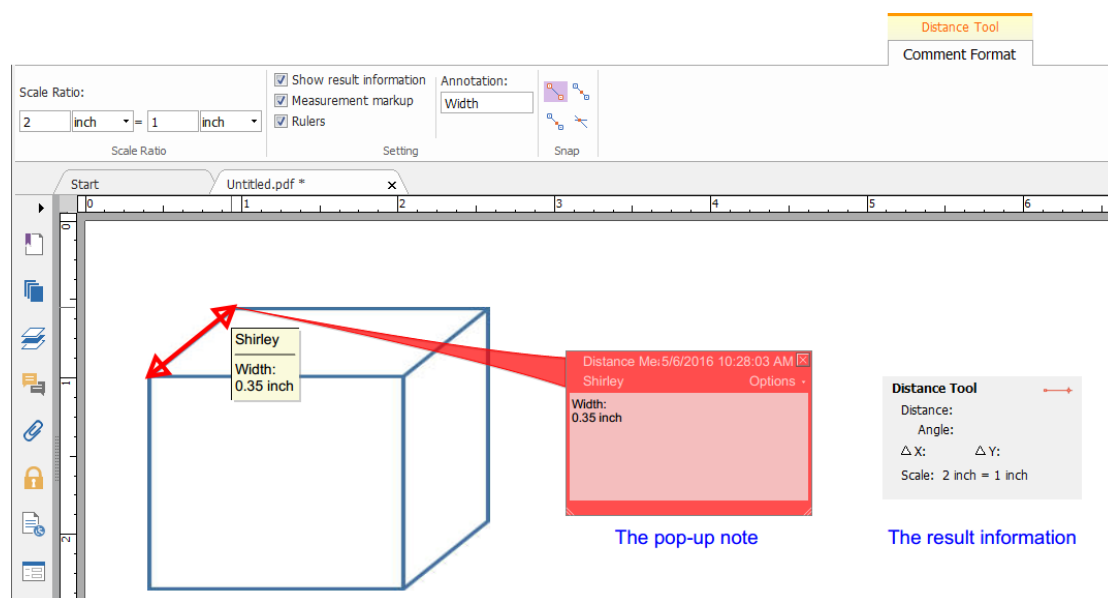 Distance Tool
Comment Format
Scale Ratio:
2 inch = 1 inch
Scale Ratio
Show result information
Measurement markup
Rulers
Setting
Annotation:
Width
Snap
Start
Untitled.pdf * x
0 1 2 3 4 5 6
0
1
2
Shirley
Width:
0.35 inch
Distance Me 5/6/2016 10:28:03 AM
Shirley Options
Width:
0.35 inch
The pop-up note
Distance Tool
Distance:
Angle:
△ X: △ Y:
Scale: 2 inch = 1 inch
The result information